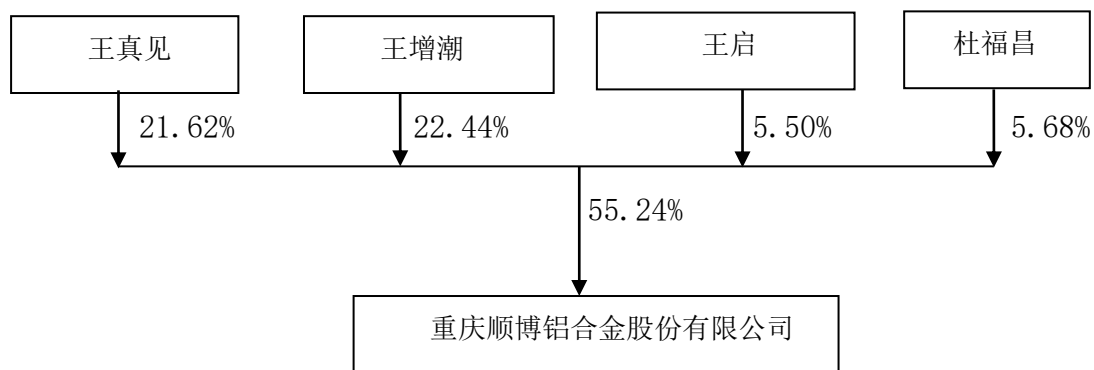 王真见
王增潮
王启
杜福昌
21.62%
22.44%
5.50%
5.68%
55.24%
重庆顺博铝合金股份有限公司